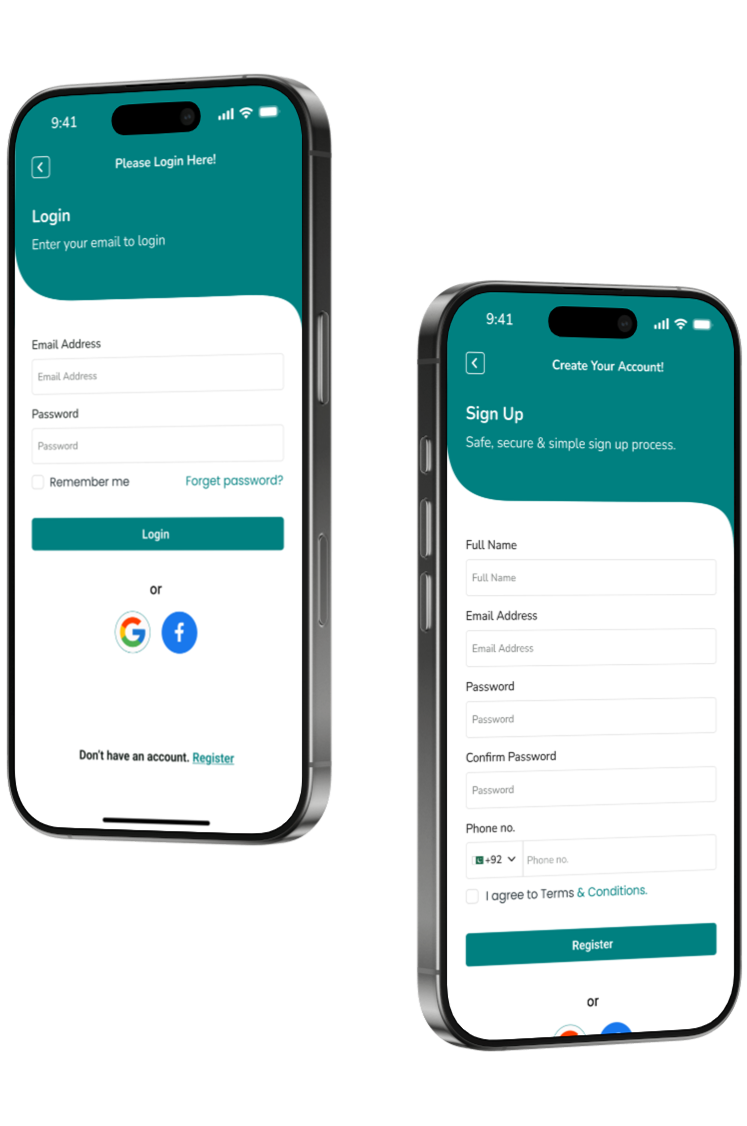 9:41
Please Login Here!
Login
Enter your email to login
Email Address
Email Address
Password
Password
Remember me Forget password?
Login
or
G f
Don't have an account. Register
9:41
Create Your Account!
Sign Up
Safe, secure & simple sign up process.
Full Name
Full Name
Email Address
Email Address
Password
Password
Confirm Password
Password
Phone no.
+92 Phone no.
I agree to Terms & Conditions.
Register
or